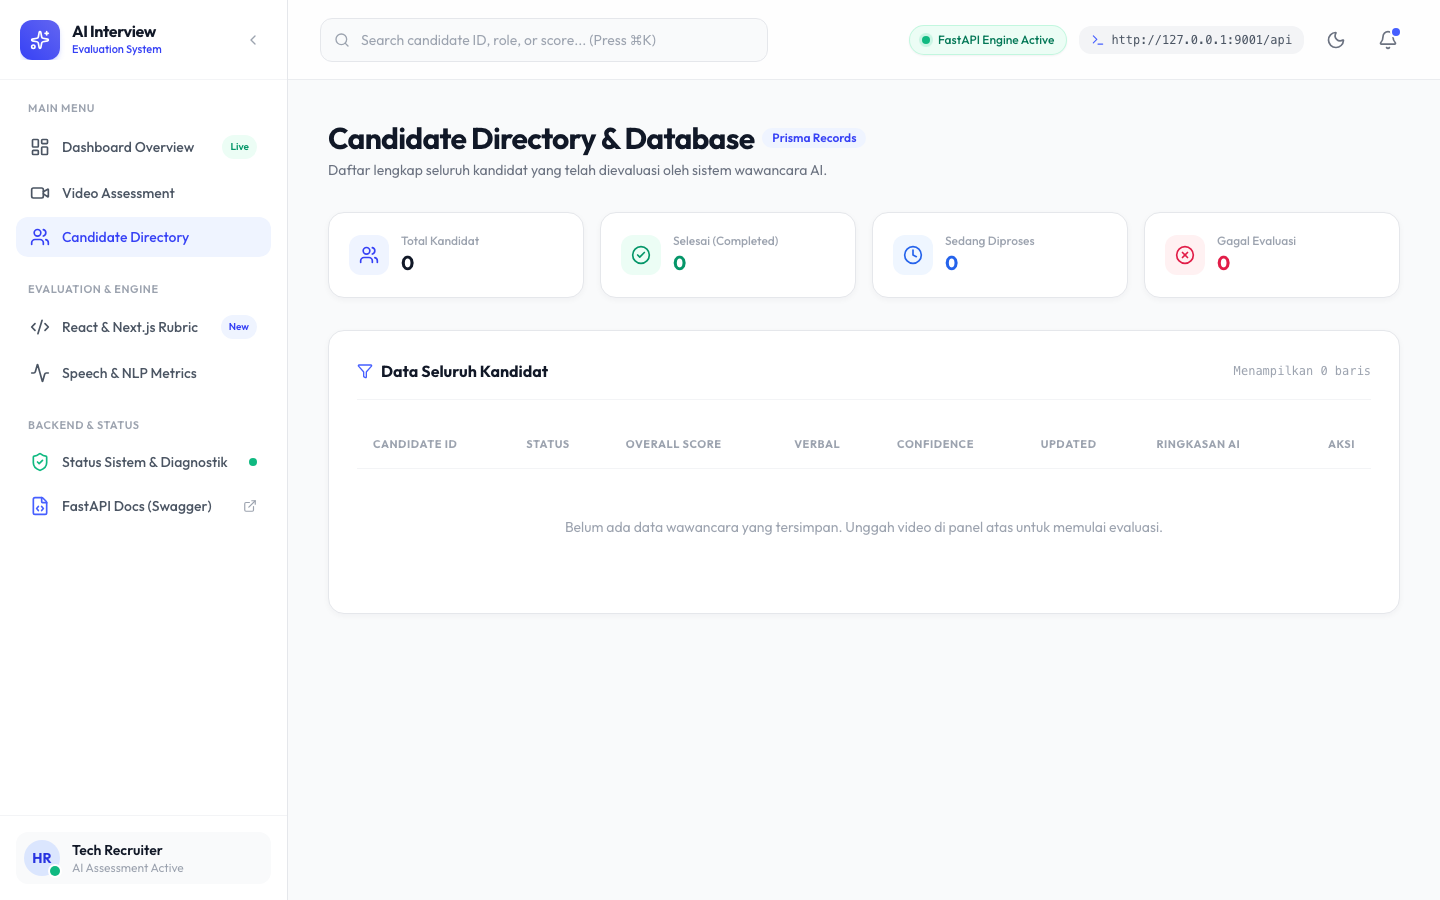 AI Interview
Evaluation System
Search candidate ID, role, or score... (Press ⌘K)
FastAPI Engine Active
http://127.0.0.1:9001/api
MAIN MENU
Dashboard Overview
Live
Video Assessment
Candidate Directory
EVALUATION & ENGINE
React & Next.js Rubric
New
Speech & NLP Metrics
BACKEND & STATUS
Status Sistem & Diagnostik
FastAPI Docs (Swagger)
HR
Tech Recruiter
AI Assessment Active
Candidate Directory & Database
Prisma Records
Daftar lengkap seluruh kandidat yang telah dievaluasi oleh sistem wawancara AI.
Total Kandidat
0
Selesai (Completed)
0
Sedang Diproses
0
Gagal Evaluasi
0
Data Seluruh Kandidat
Menampilkan 0 baris
CANDIDATE ID STATUS OVERALL SCORE VERBAL CONFIDENCE UPDATED RINGKASAN AI AKSI
Belum ada data wawancara yang tersimpan. Unggah video di panel atas untuk memulai evaluasi.